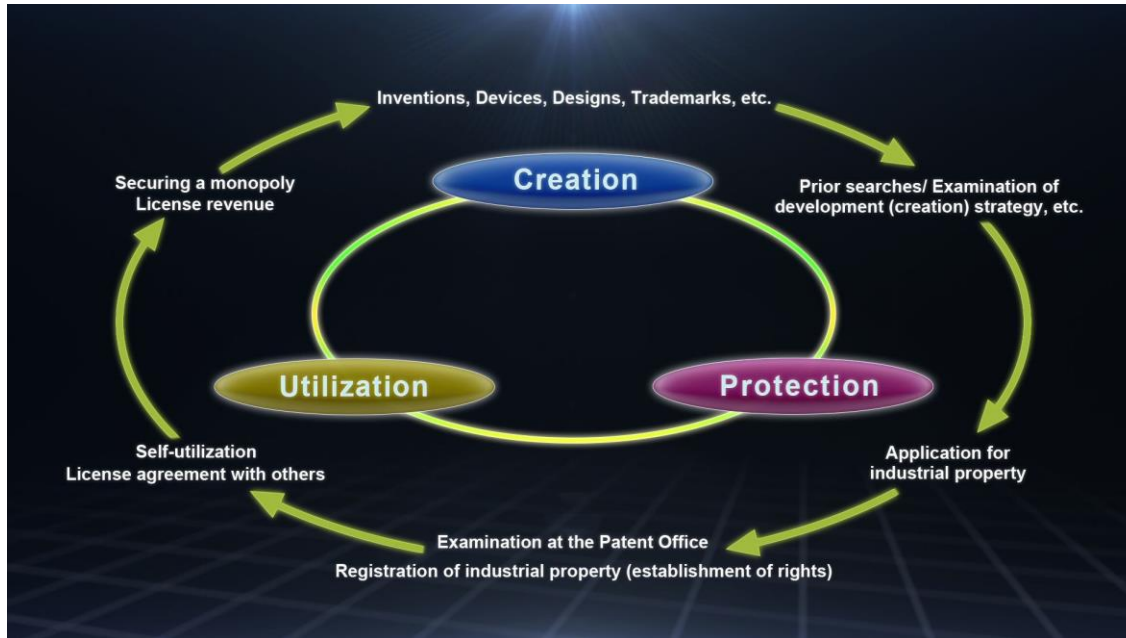 Inventions, Devices, Designs, Trademarks, etc.
Creation
Securing a monopoly
License revenue
Prior searches/ Examination of
development (creation) strategy, etc.
Utilization
Protection
Self-utilization
License agreement with others
Application for
industrial property
Examination at the Patent Office
Registration of industrial property (establishment of rights)